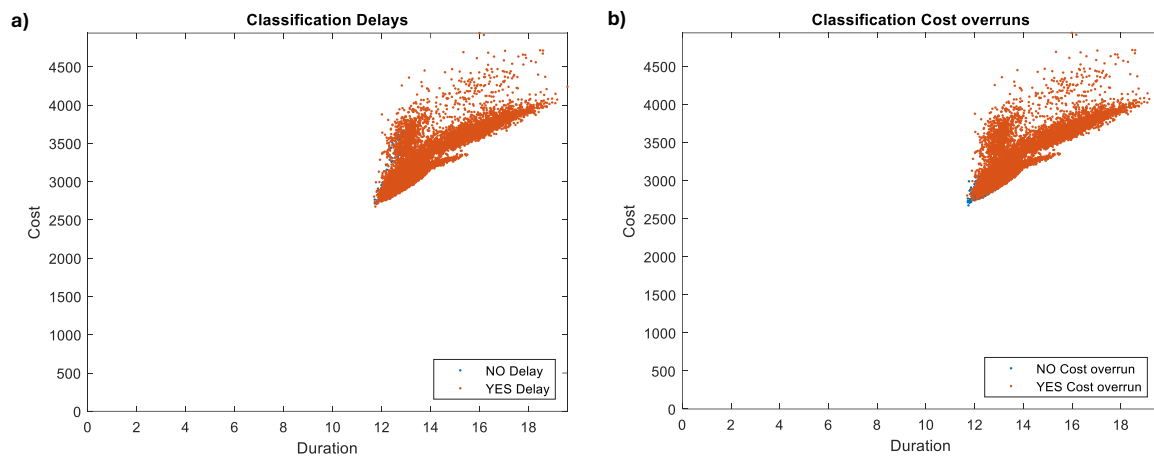 a)
Classification Delays
Cost
4500
4000
3500
3000
2500
2000
1500
1000
500
0
0 2 4 6 8 10 12 14 16 18
Duration
NO Delay
YES Delay
b)
Classification Cost overruns
Cost
4500
4000
3500
3000
2500
2000
1500
1000
500
0
0 2 4 6 8 10 12 14 16 18
Duration
NO Cost overrun
YES Cost overrun